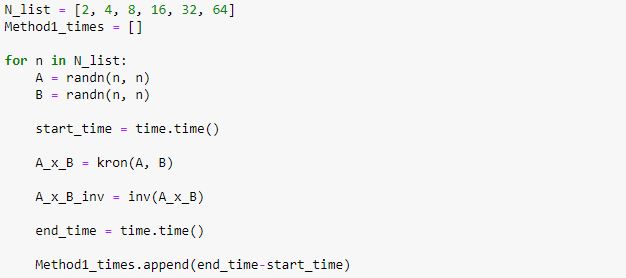 N_list = [2, 4, 8, 16, 32, 64]
Method1_times = []
for n in N_list:
    A = randn(n, n)
    B = randn(n, n)
    start_time = time.time()
    A_x_B = kron(A, B)
    A_x_B_inv = inv(A_x_B)
    end_time = time.time()
    Method1_times.append(end_time-start_time)